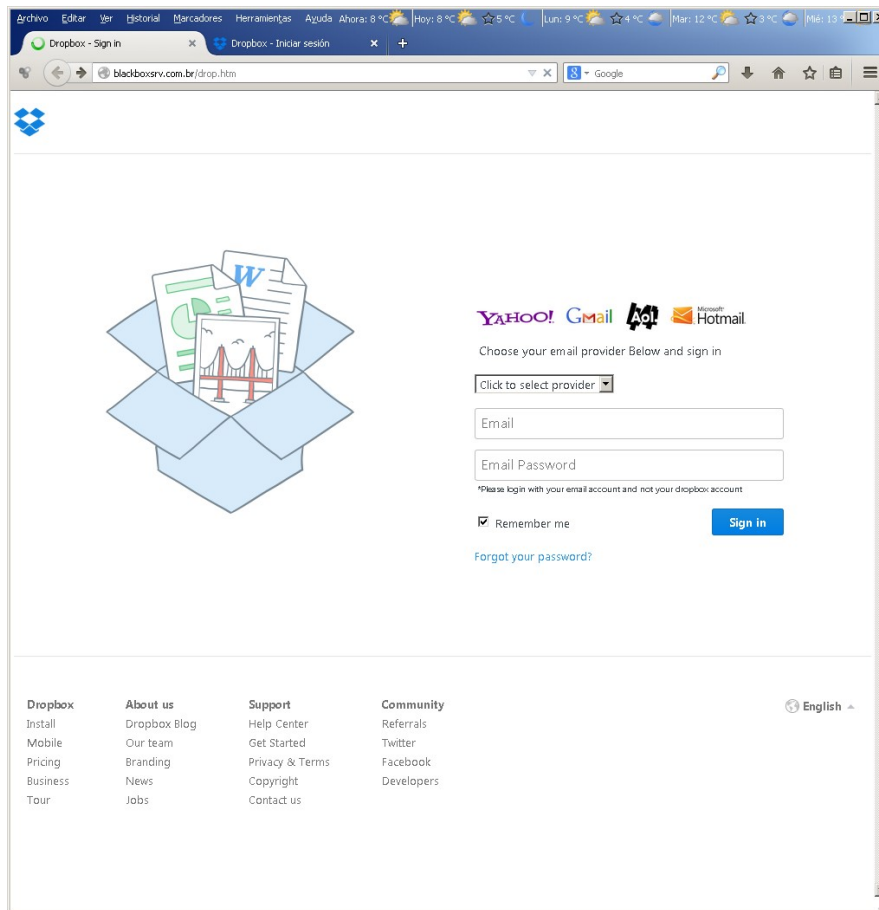 Archivo Editar Ver Historial Marcadores Herramientas Ayuda Ahora: 8 °C Hoy: 8 °C 5 °C Lun: 9 °C 4 °C Mar: 12 °C 3 °C Mié: 13
Dropbox - Sign in Dropbox - Iniciar sesión
blackboxsrv.com.br/drop.htm 8 Google
W
YAHOO! Gmail Aol! Microsoft Hotmail
Choose your email provider Below and sign in
Click to select provider
Email
Email Password
*Please login with your email account and not your dropbox account
Remember me Sign in
Forgot your password?
Dropbox About us Support Community English
Install Dropbox Blog Help Center Referrals
Mobile Our team Get Started Twitter
Pricing Branding Privacy & Terms Facebook
Business News Copyright Developers
Tour Jobs Contact us